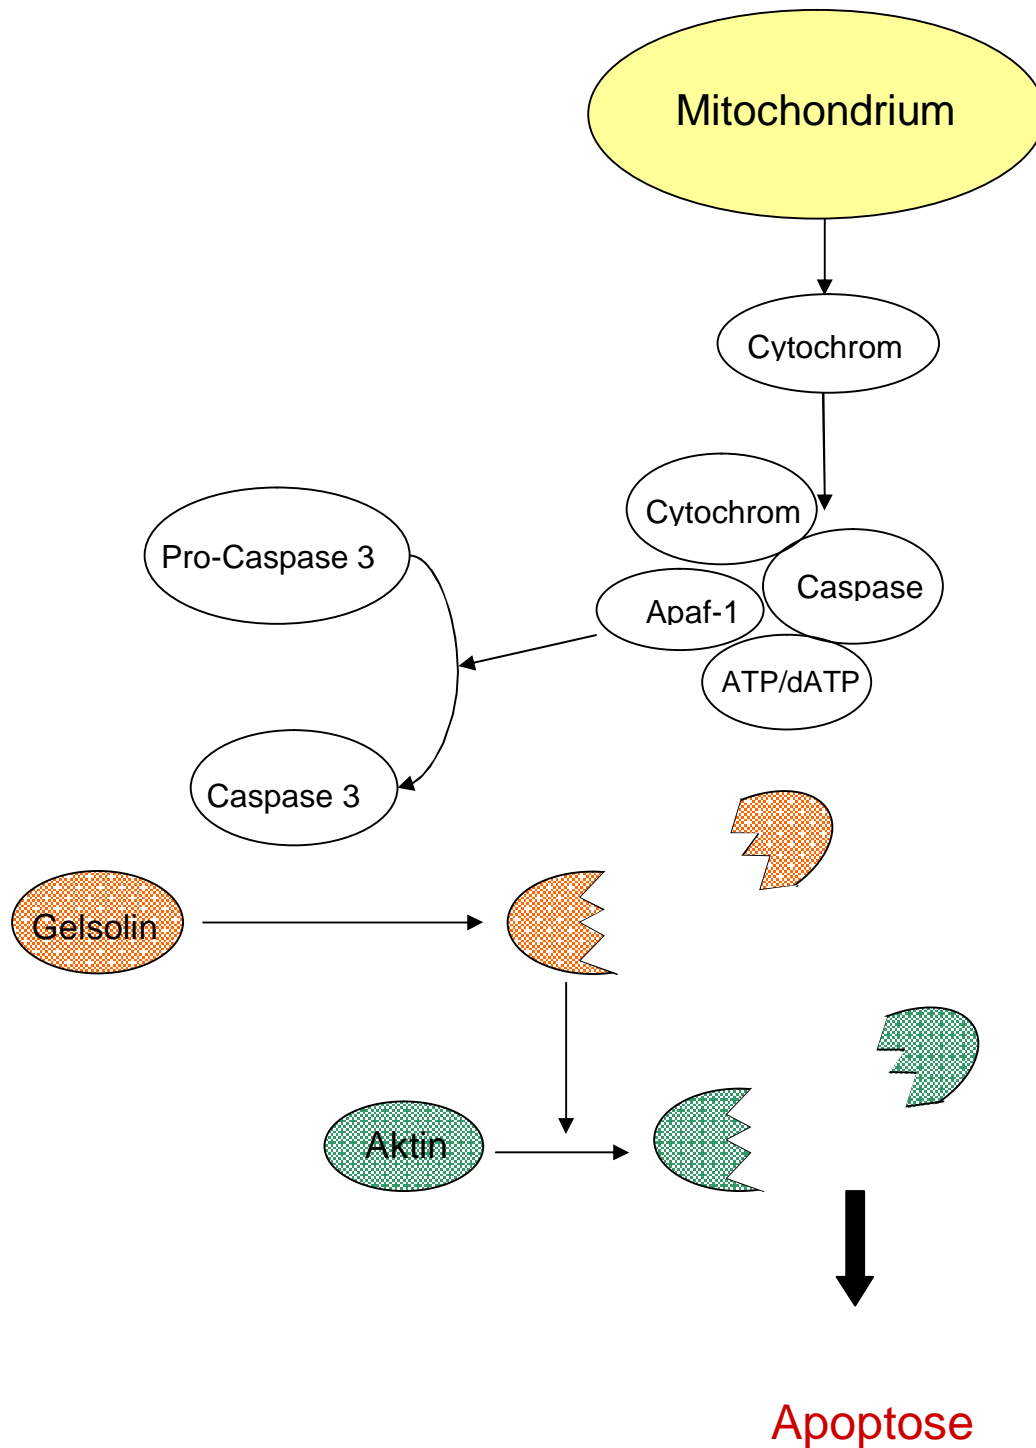 Mitochondrium
Cytochrom
Cytochrom
Pro-Caspase 3
Caspase
Apaf-1
ATP/dATP
Caspase 3
Gelsolin
Aktin
Apoptose